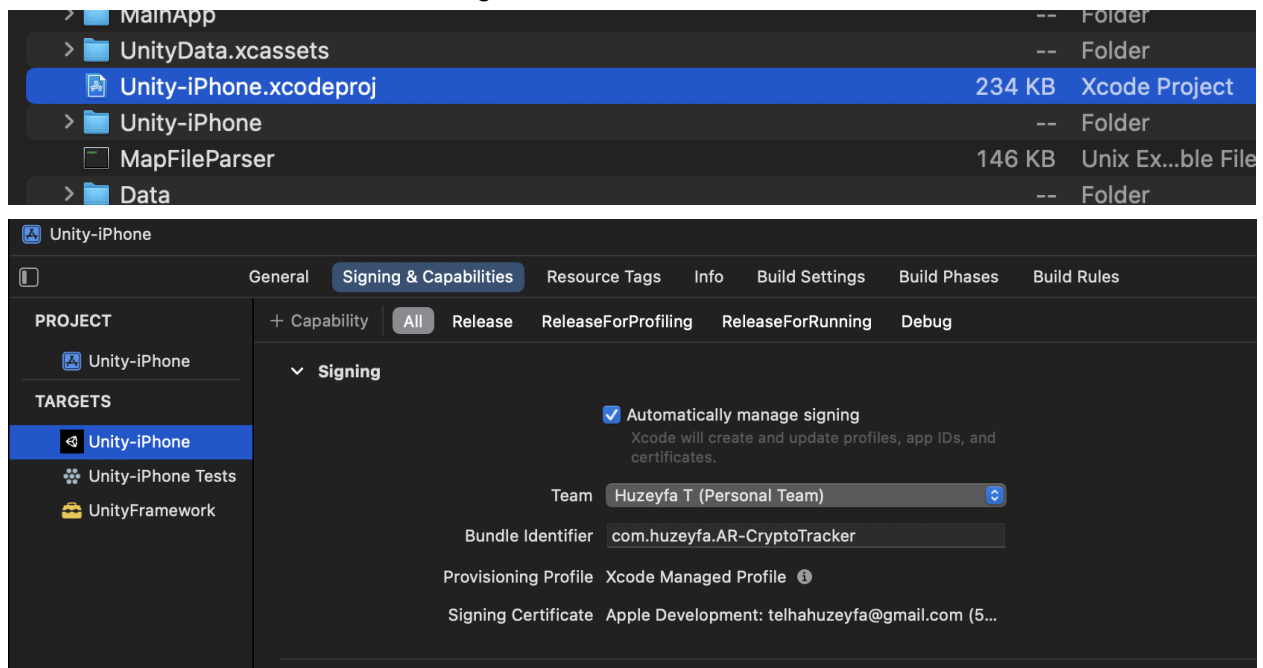 MainApp -- Folder
UnityData.xcassets -- Folder
Unity-iPhone.xcodeproj 234 KB Xcode Project
Unity-iPhone -- Folder
MapFileParser 146 KB Unix Ex...ble File
Data -- Folder
Unity-iPhone
General Signing & Capabilities Resource Tags Info Build Settings Build Phases Build Rules
PROJECT
+ Capability All Release ReleaseForProfiling ReleaseForRunning Debug
Unity-iPhone
Signing
TARGETS
Automatically manage signing
Unity-iPhone
Xcode will create and update profiles, app IDs, and
certificates.
Unity-iPhone Tests
Team Huzeyfa T (Personal Team)
UnityFramework
Bundle Identifier com.huzeyfa.AR-CryptoTracker
Provisioning Profile Xcode Managed Profile
Signing Certificate Apple Development: telhahuzeyfa@gmail.com (5...